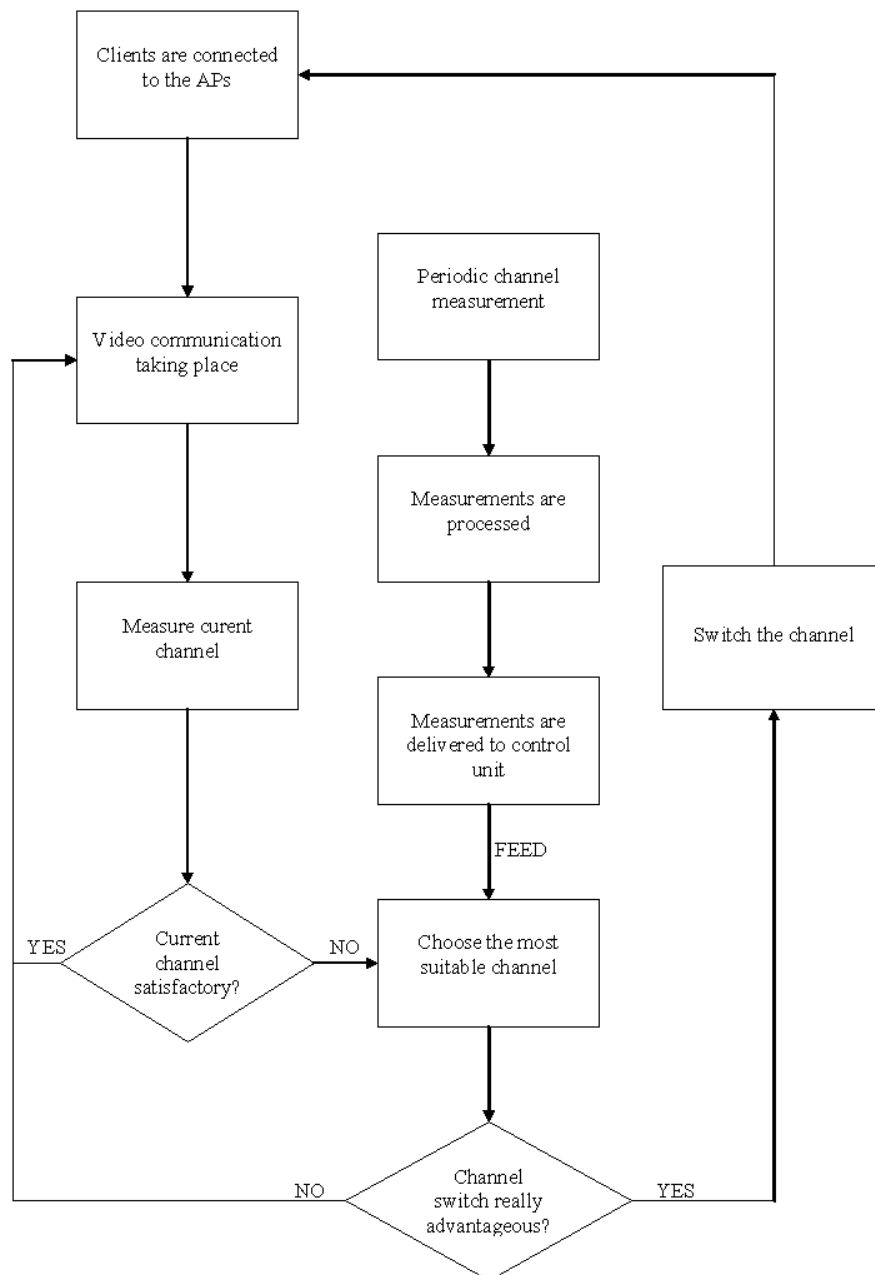 Clients are connected
to the APs
Periodic channel
measurement
Video communication
taking place
Measurements are
processed
Measure curent
channel
Switch the channel
Measurements are
delivered to control
unit
FEED
YES
Current
channel
satisfactory?
NO
Choose the most
suitable channel
NO
Channel
switch really
advantageous?
YES